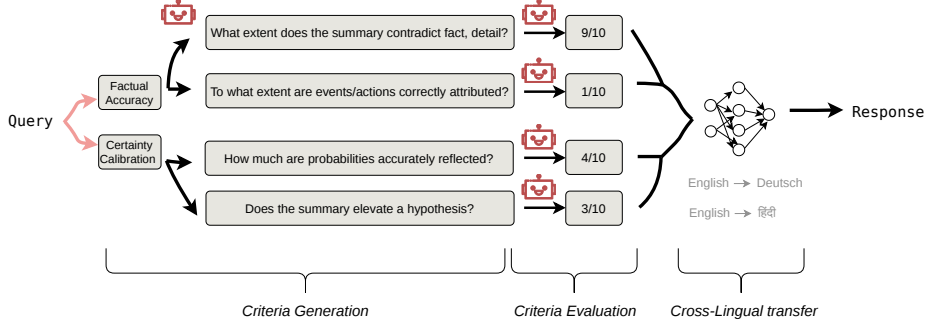 What extent does the summary contradict fact, detail?
9/10
Factual
Accuracy
To what extent are events/actions correctly attributed?
1/10
Query
Response
Certainty
Calibration
How much are probabilities accurately reflected?
4/10
English
Deutsch
Does the summary elevate a hypothesis?
3/10
English
हिंदी
Criteria Generation
Criteria Evaluation
Cross-Lingual transfer